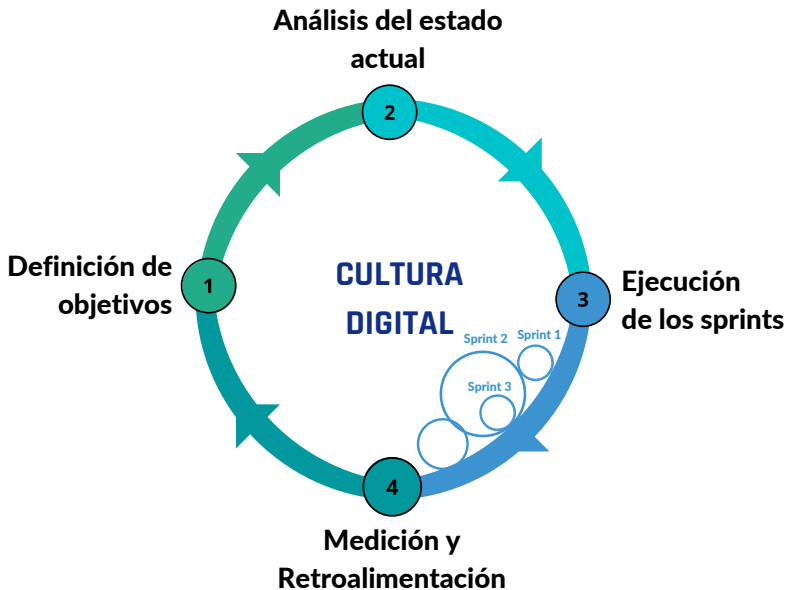 Análisis del estado
actual
2
Definición de
objetivos
1
CULTURA
DIGITAL
3
Ejecución
de los sprints
Sprint 2
Sprint 1
Sprint 3
4
Medición y
Retroalimentación